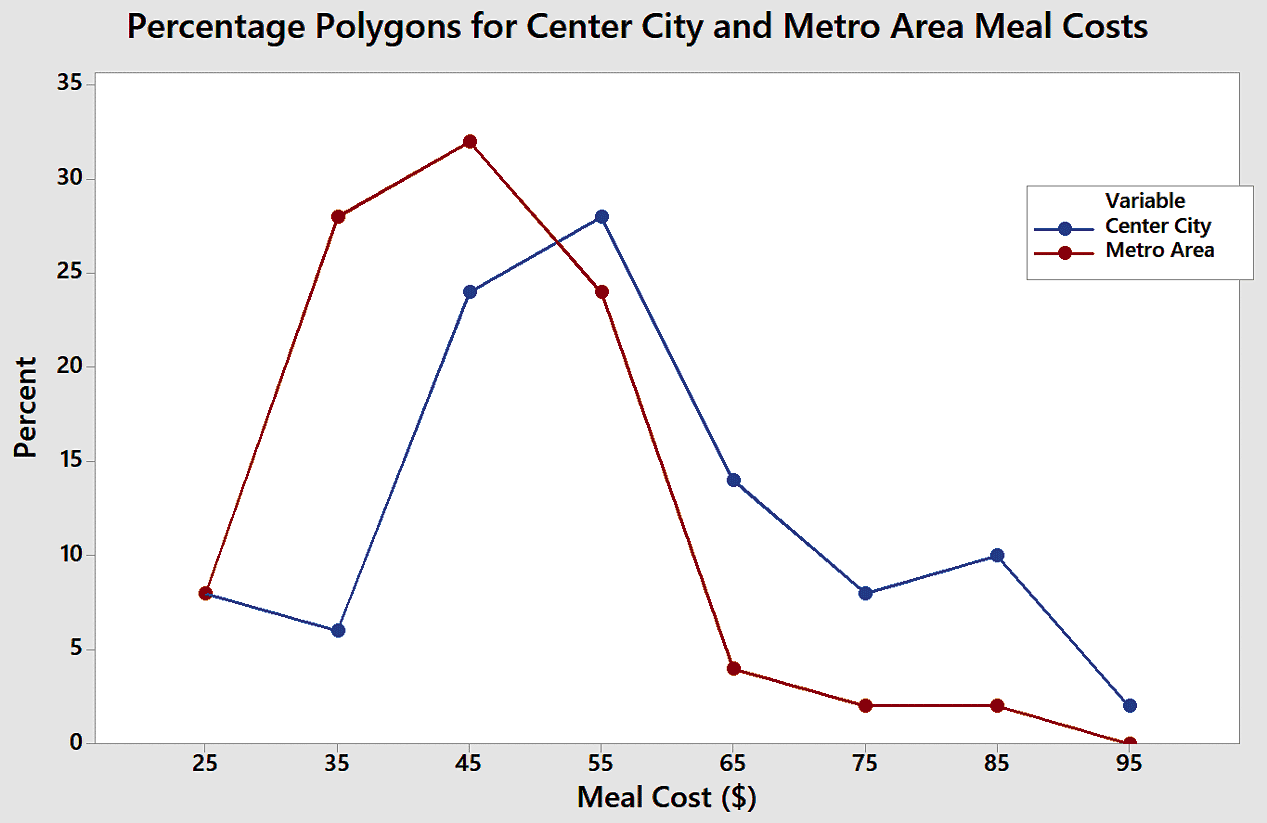 Percentage Polygons for Center City and Metro Area Meal Costs
35
30
25
20
15
10
5
0
Percent
Variable
Center City
Metro Area
25 35 45 55 65 75 85 95
Meal Cost ($)